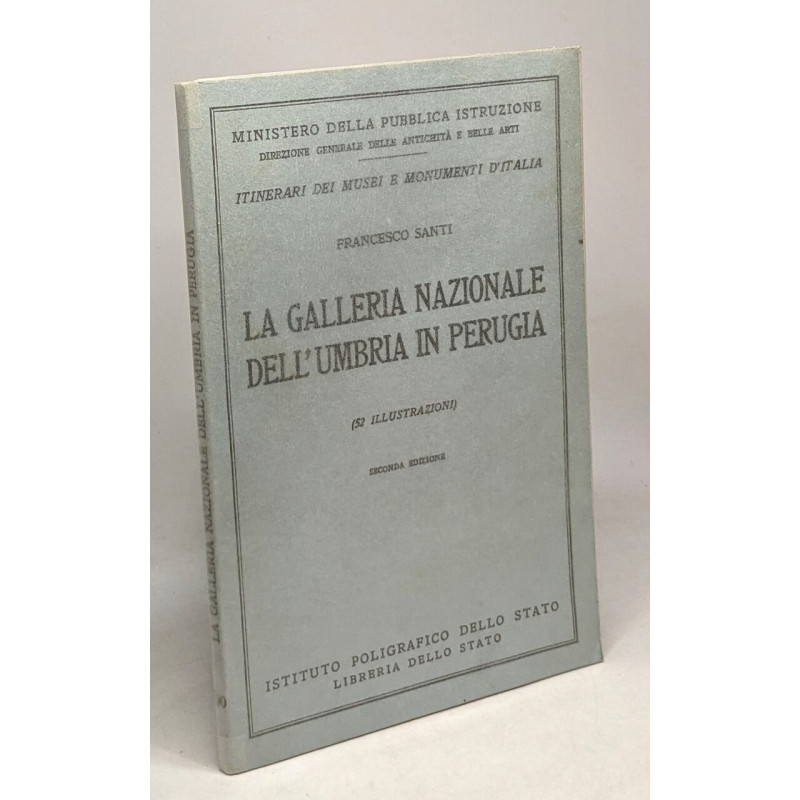 MINISTERO DELLA PUBBLICA ISTRUZIONE
DIREZIONE GENERALE DELLE ANTICHITÀ E BELLE ARTI
ITINERARI DEI MUSEI E MONUMENTI D'ITALIA
FRANCESCO SANTI
LA GALLERIA NAZIONALE
DELL'UMBRIA IN PERUGIA
(52 ILLUSTRAZIONI)
SECONDA EDIZIONE
ISTITUTO POLIGRAFICO DELLO STATO
LIBRERIA DELLO STATO
LA GALLERIA NAZIONALE DELL'UMBRIA IN PERUGIA